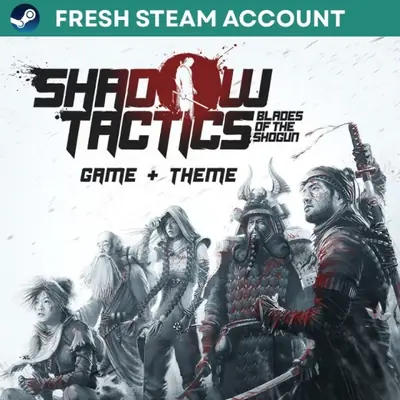 FRESH STEAM ACCOUNT
SHADOW
TACTICS
BLADES OF THE
SHOGUN
GAME + THEME